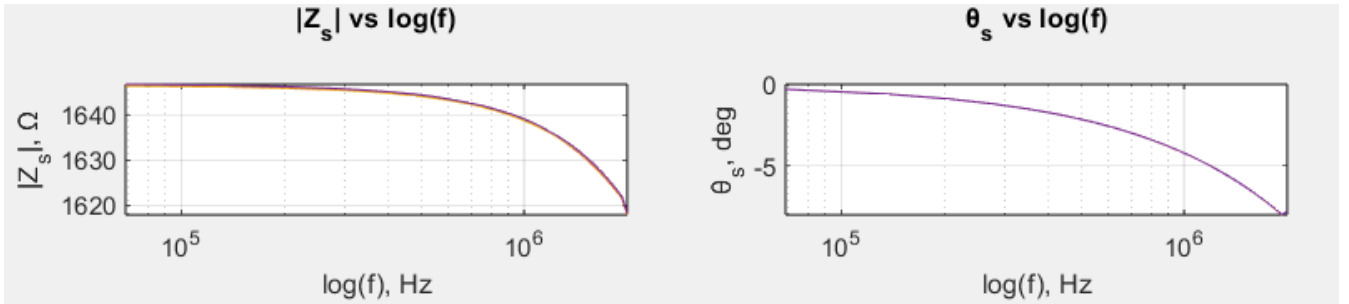 |Z_s| vs log(f)
1640
1630
1620
|Z_s|, Ω
10^5
10^6
log(f), Hz
θ_s vs log(f)
0
-5
θ_s, deg
10^5
10^6
log(f), Hz